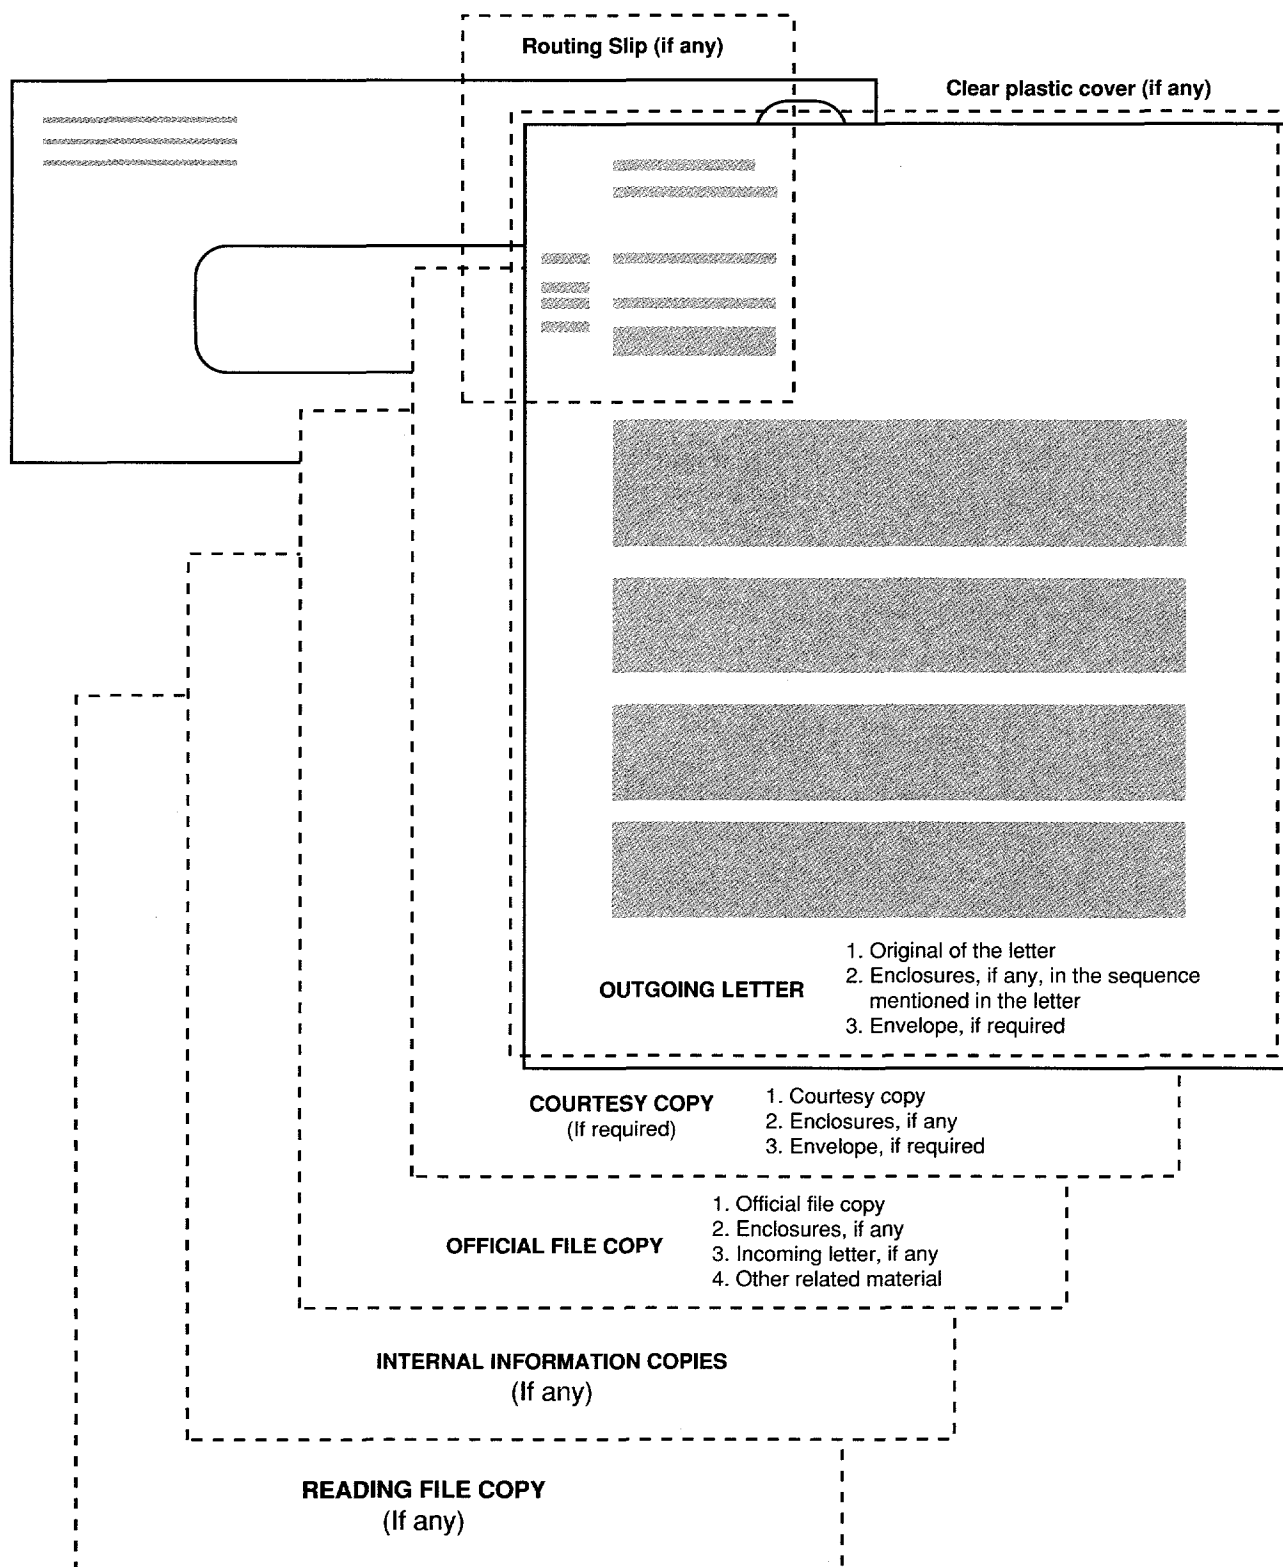 Routing Slip (if any)
Clear plastic cover (if any)
OUTGOING LETTER
1. Original of the letter
2. Enclosures, if any, in the sequence
mentioned in the letter
3. Envelope, if required
COURTESY COPY
(If required)
1. Courtesy copy
2. Enclosures, if any
3. Envelope, if required
OFFICIAL FILE COPY
1. Official file copy
2. Enclosures, if any
3. Incoming letter, if any
4. Other related material
INTERNAL INFORMATION COPIES
(If any)
READING FILE COPY
(If any)